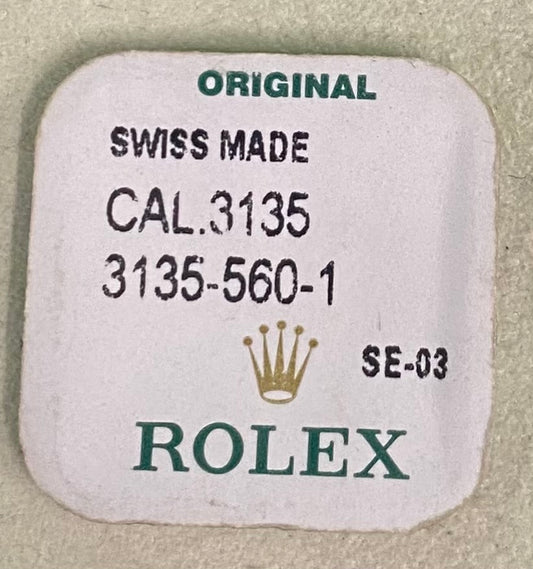 ORIGINAL
SWISS MADE
CAL.3135
3135-560-1
SE-03
ROLEX